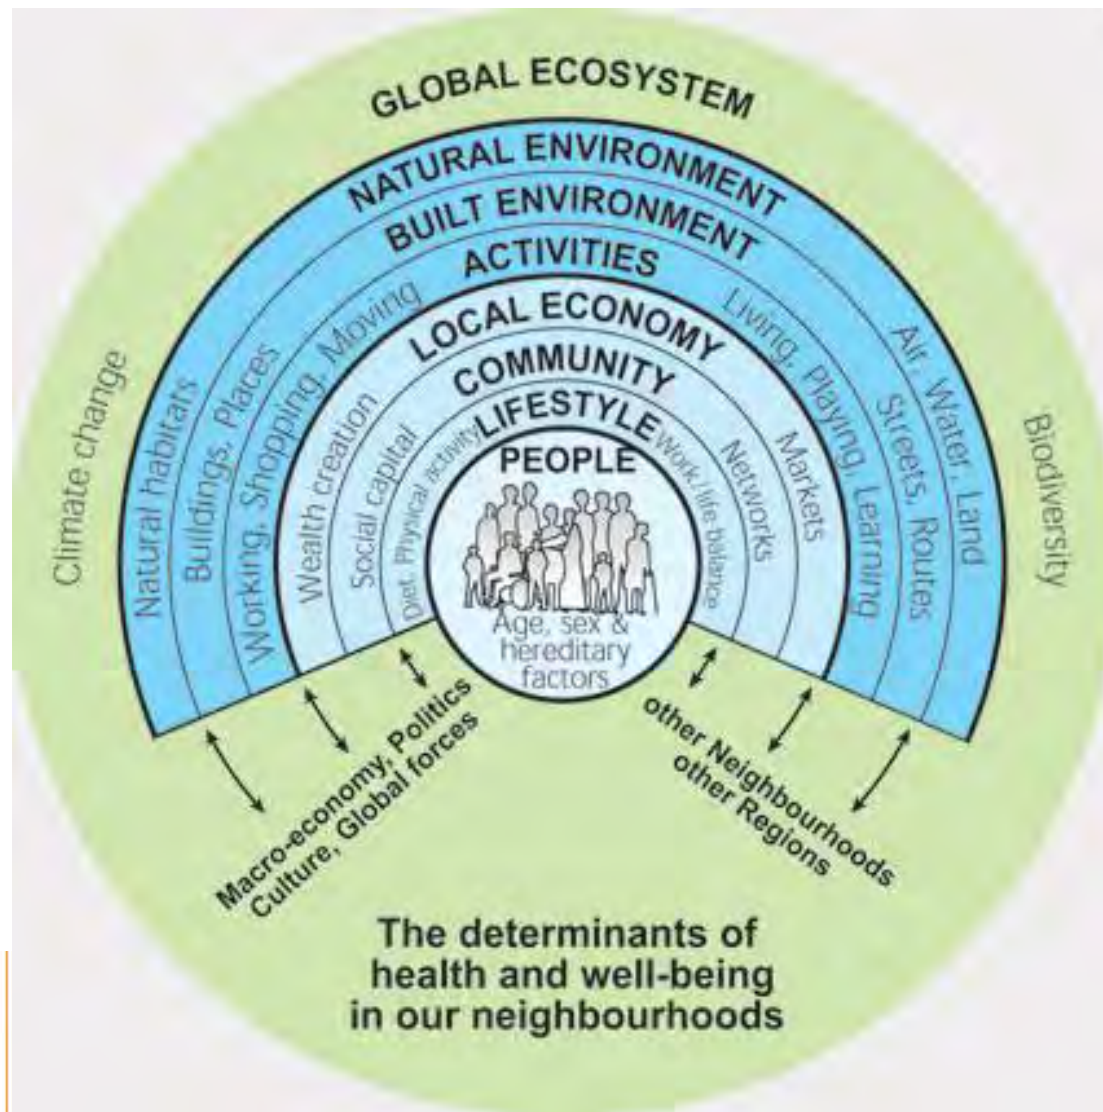 GLOBAL ECOSYSTEM
NATURAL ENVIRONMENT
BUILT ENVIRONMENT
ACTIVITIES
LOCAL ECONOMY
COMMUNITY
LIFESTYLE
PEOPLE
Age, sex &
hereditary
factors
Climate change
Biodiversity
Natural habitats
Air, Water, Land
Buildings, Places
Streets, Routes
Working, Shopping, Moving
Living, Playing, Learning
Wealth creation
Markets
Social capital
Networks
Diet, Physical activity
Work / life balance
Macro-economy, Politics
Culture, Global forces
other Neighbourhoods
other Regions
The determinants of
health and well-being
in our neighbourhoods